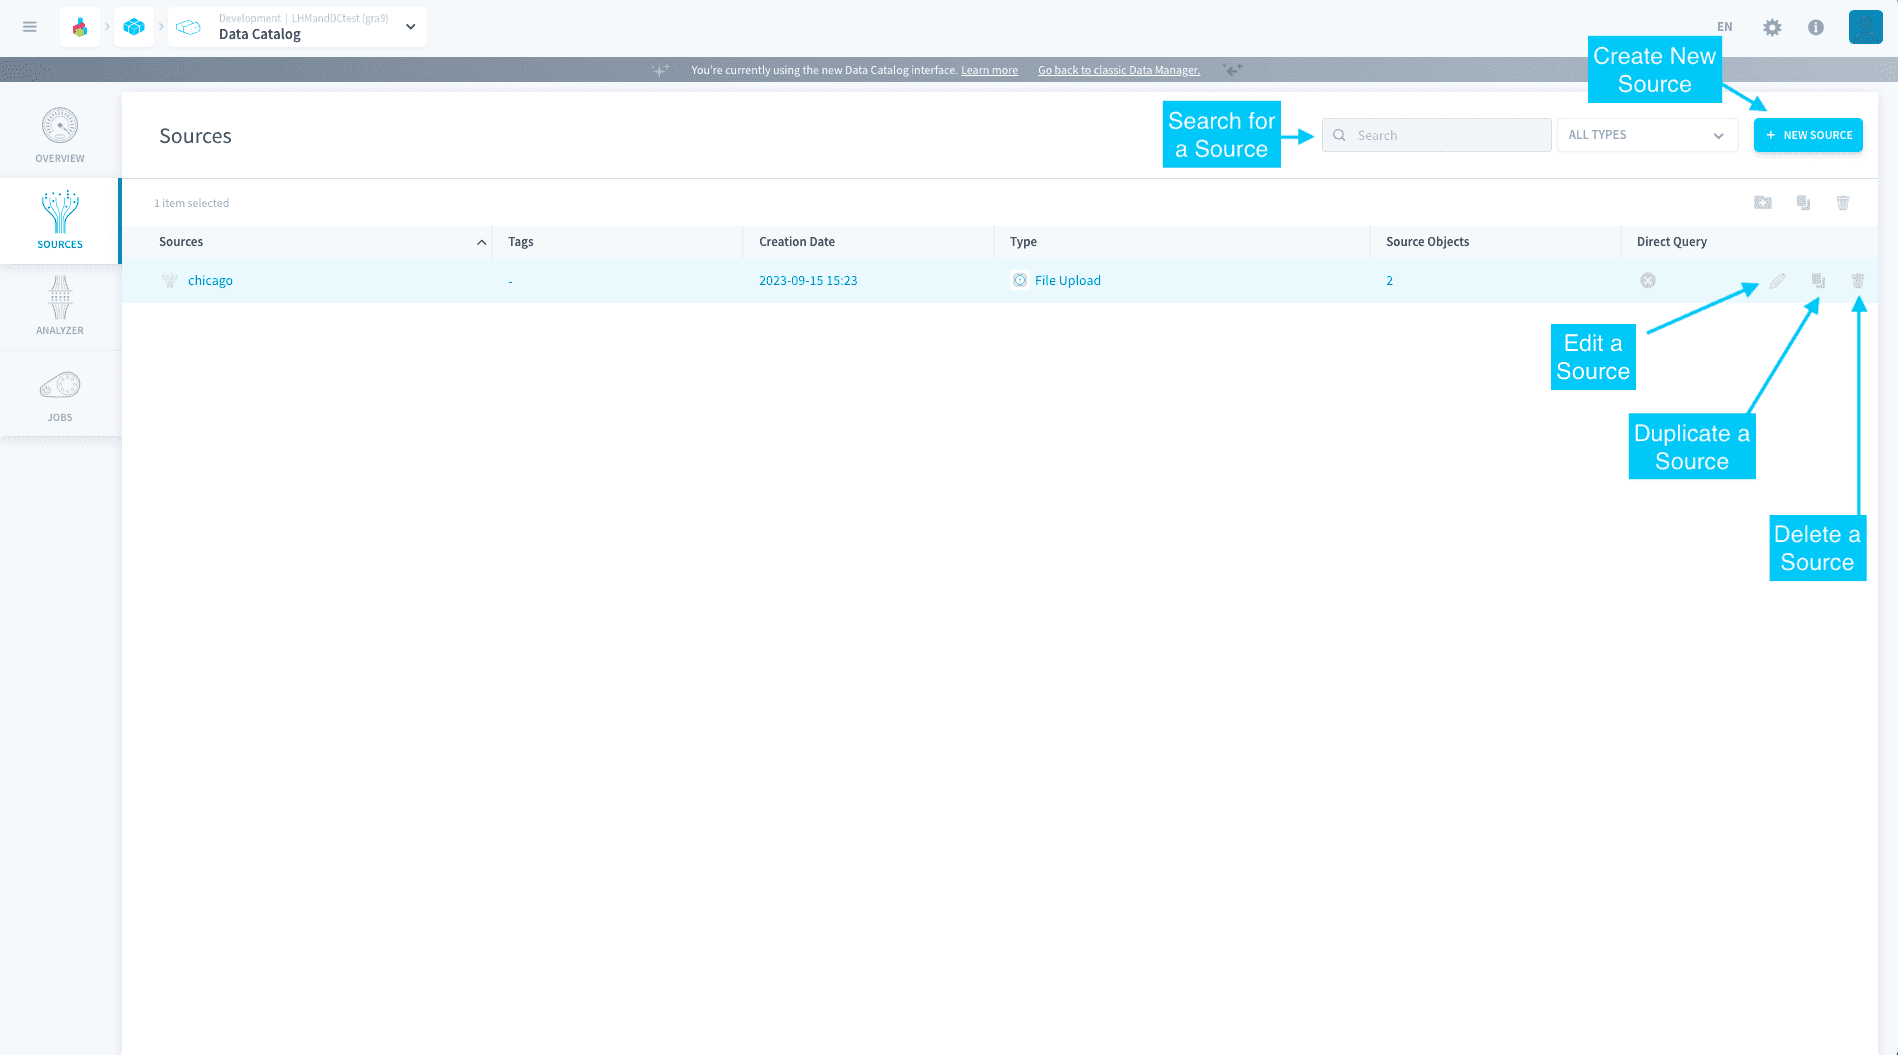 Development | LHMandDCtest (gra9)
Data Catalog
EN
You're currently using the new Data Catalog interface. Learn more Go back to classic Data Manager.
Create New
Source
OVERVIEW
SOURCES
ANALYZER
JOBS
Sources
Search for
a Source
Search
ALL TYPES
+ NEW SOURCE
1 item selected
Sources Tags Creation Date Type Source Objects Direct Query
chicago - 2023-09-15 15:23 File Upload 2
Edit a
Source
Duplicate a
Source
Delete a
Source